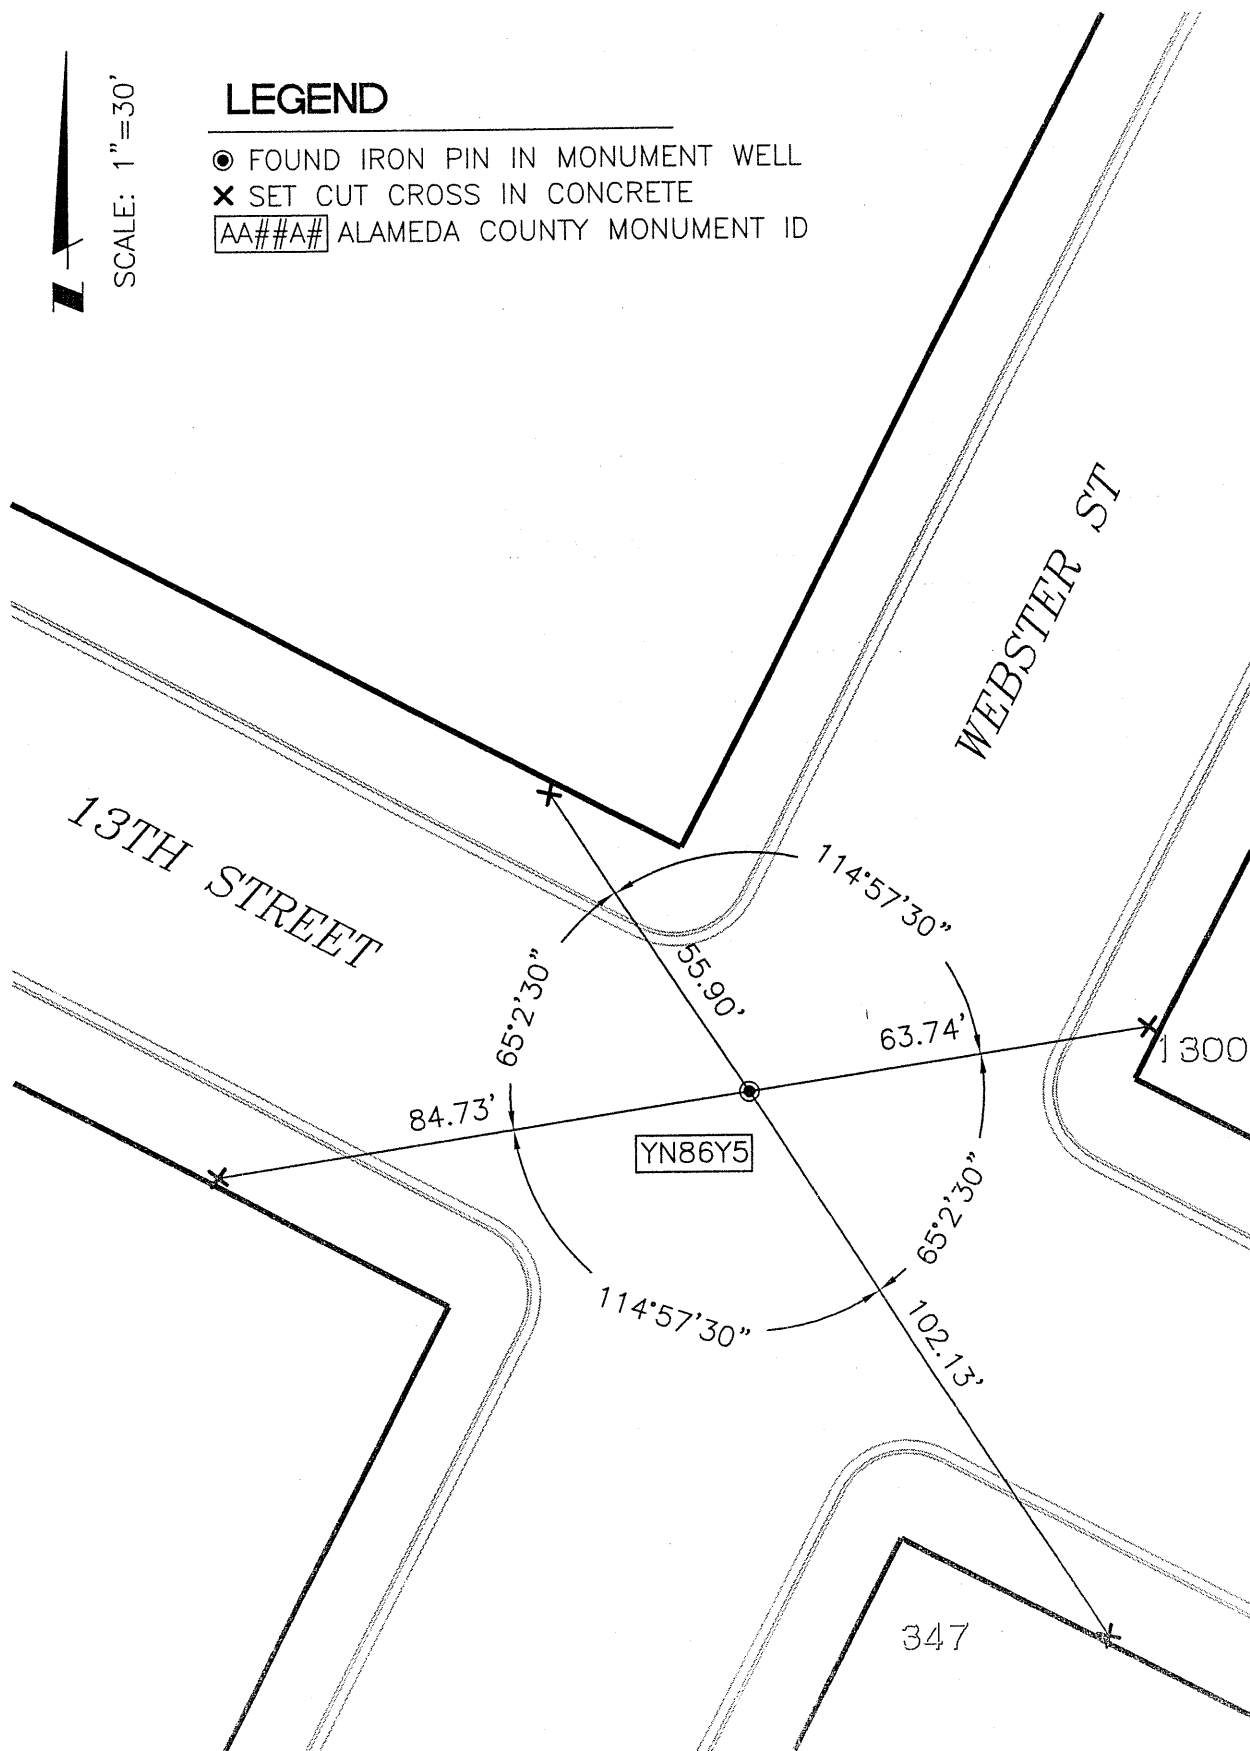 SCALE: 1"=30'
N
LEGEND
FOUND IRON PIN IN MONUMENT WELL
SET CUT CROSS IN CONCRETE
AA##A# ALAMEDA COUNTY MONUMENT ID
WEBSTER ST
13TH STREET
114°57'30"
65°2'30"
55.90'
63.74'
1300
84.73'
YN86Y5
65°2'30"
114°57'30"
102.13'
347